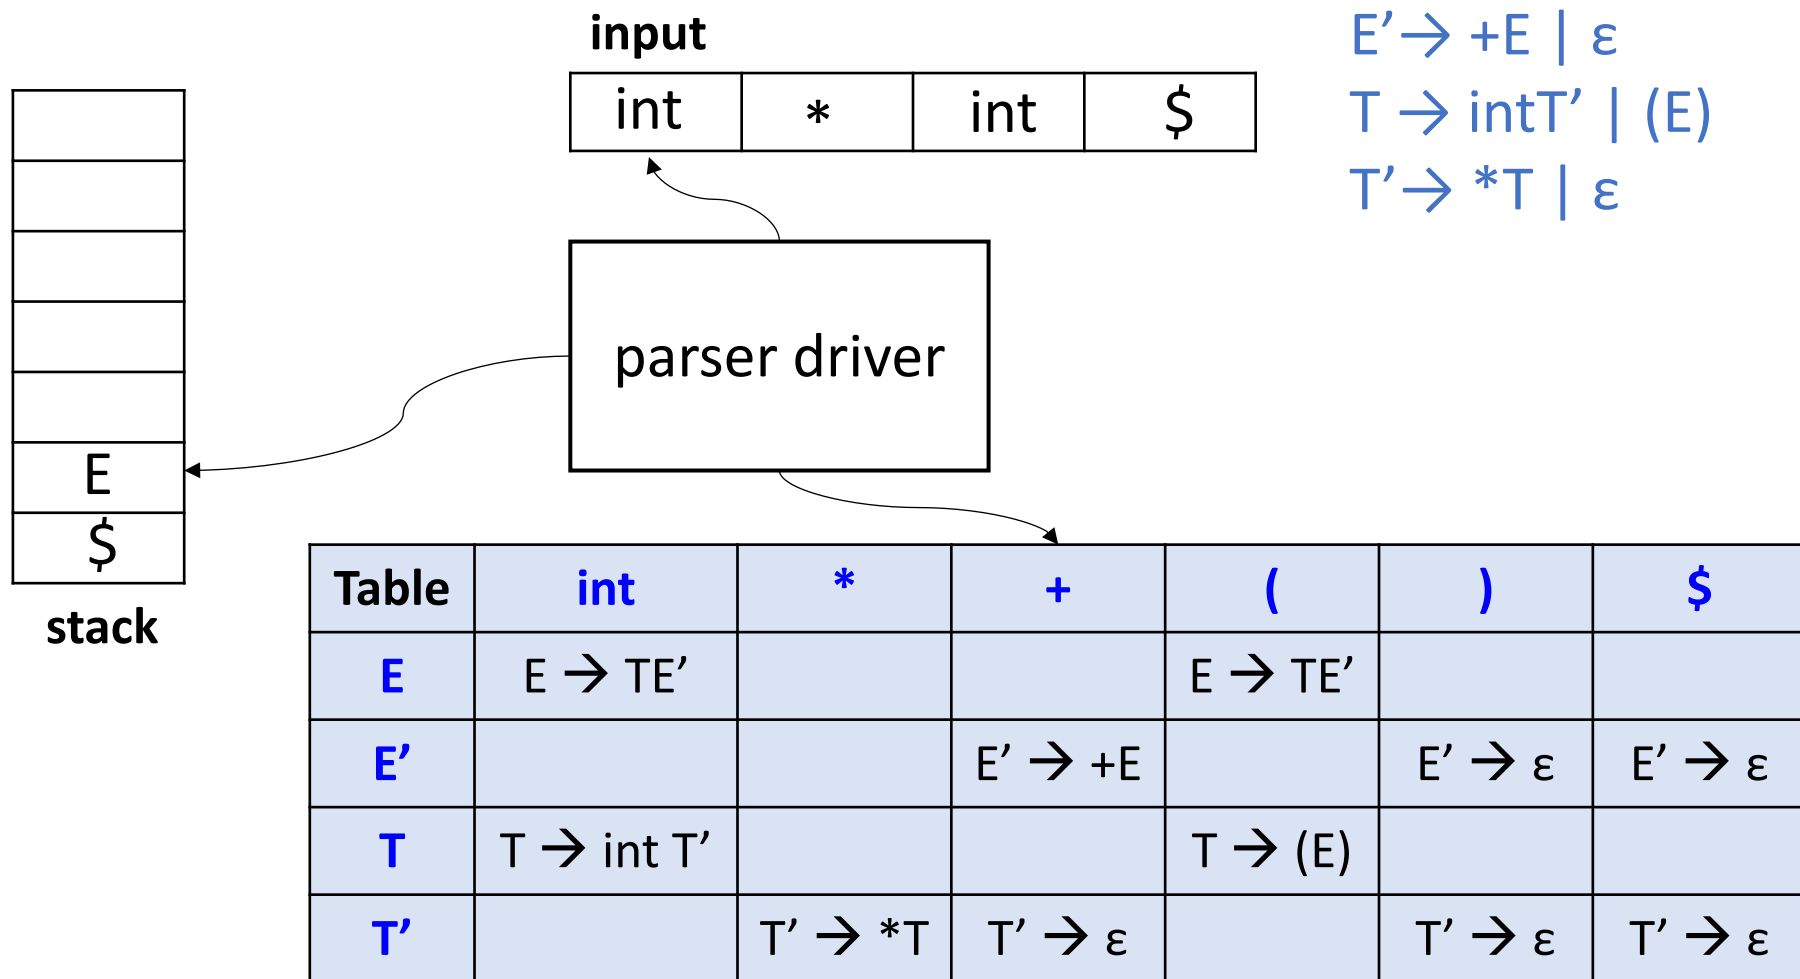 input
int * int $
E’→ +E | ε
T → intT’ | (E)
T’→ *T | ε
parser driver
E
$
stack
Table int * + ( ) $
E E → TE’ E → TE’
E’ E’ → +E E’ → ε E’ → ε
T T → int T’ T → (E)
T’ T’ → *T T’ → ε T’ → ε T’ → ε